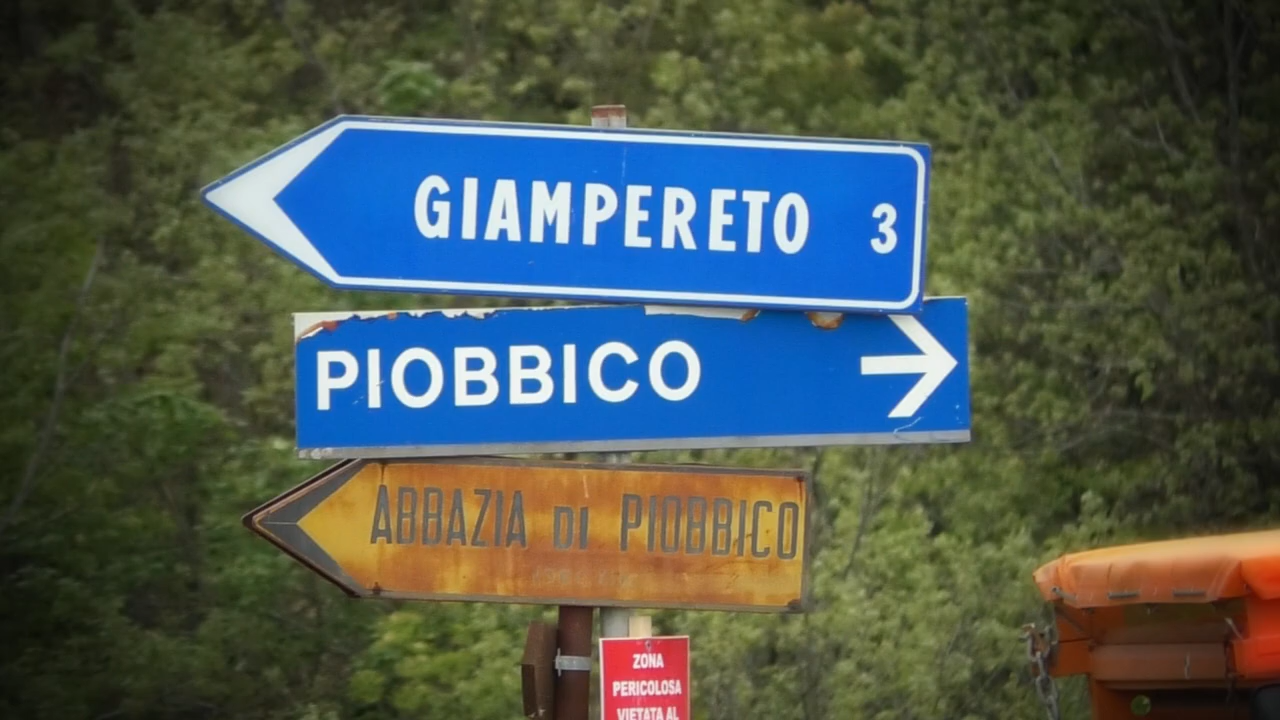 GIAMPERETO 3
PIOBBICO
ABBAZIA DI PIOBBICO
ZONA
PERICOLOSA
VIETATA AL